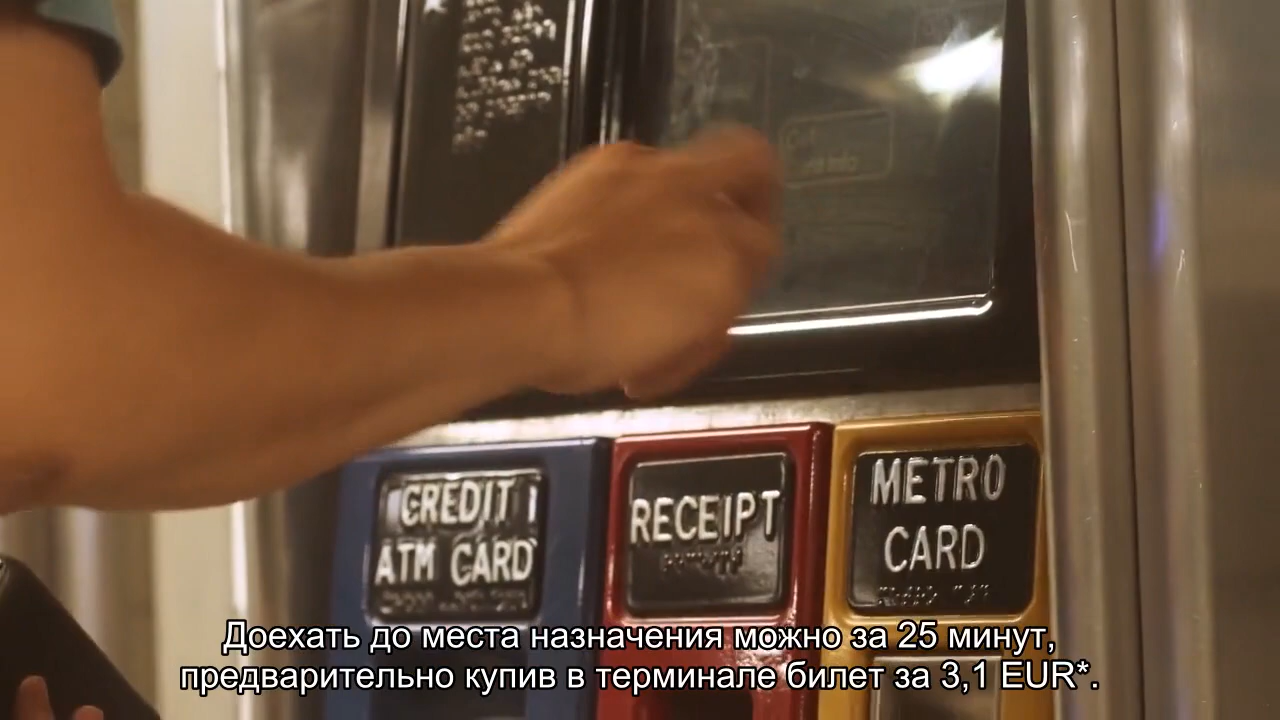 CREDIT
ATM CARD
RECEIPT
METRO
CARD
Доехать до места назначения можно за 25 минут,
предварительно купив в терминале билет за 3,1 EUR*.